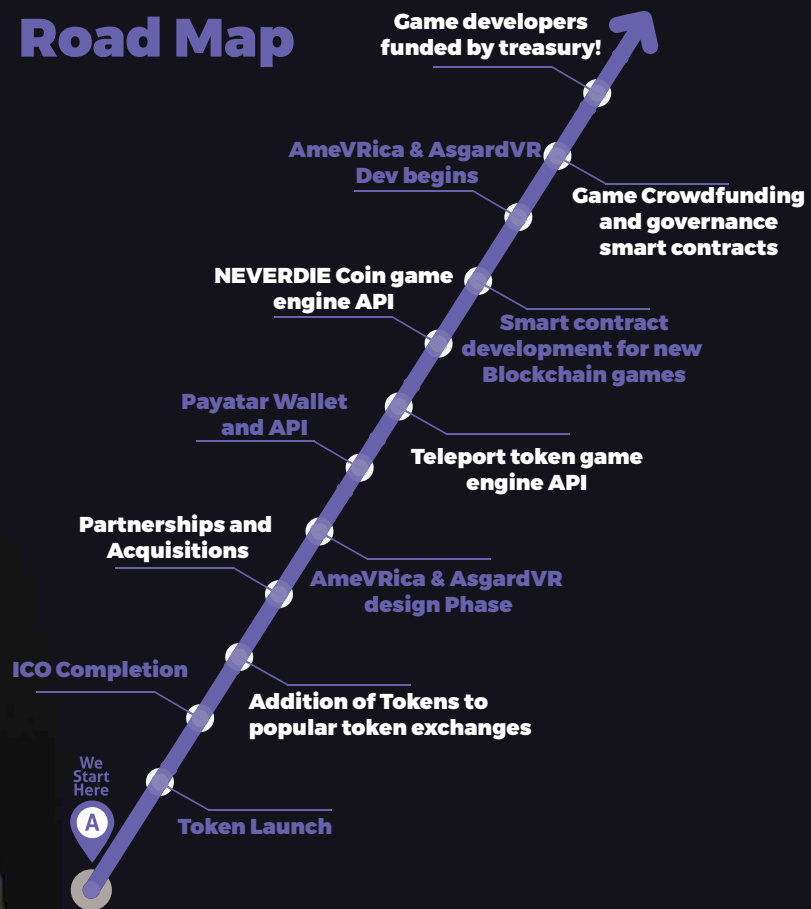 Road Map
Game developers
funded by treasury!
AmeVRica & AsgardVR
Dev begins
Game Crowdfunding
and governance
smart contracts
NEVERDIE Coin game
engine API
Smart contract
development for new
Blockchain games
Payatar Wallet
and API
Teleport token game
engine API
Partnerships and
Acquisitions
AmeVRica & AsgardVR
design Phase
ICO Completion
Addition of Tokens to
popular token exchanges
We
Start
Here
A
Token Launch